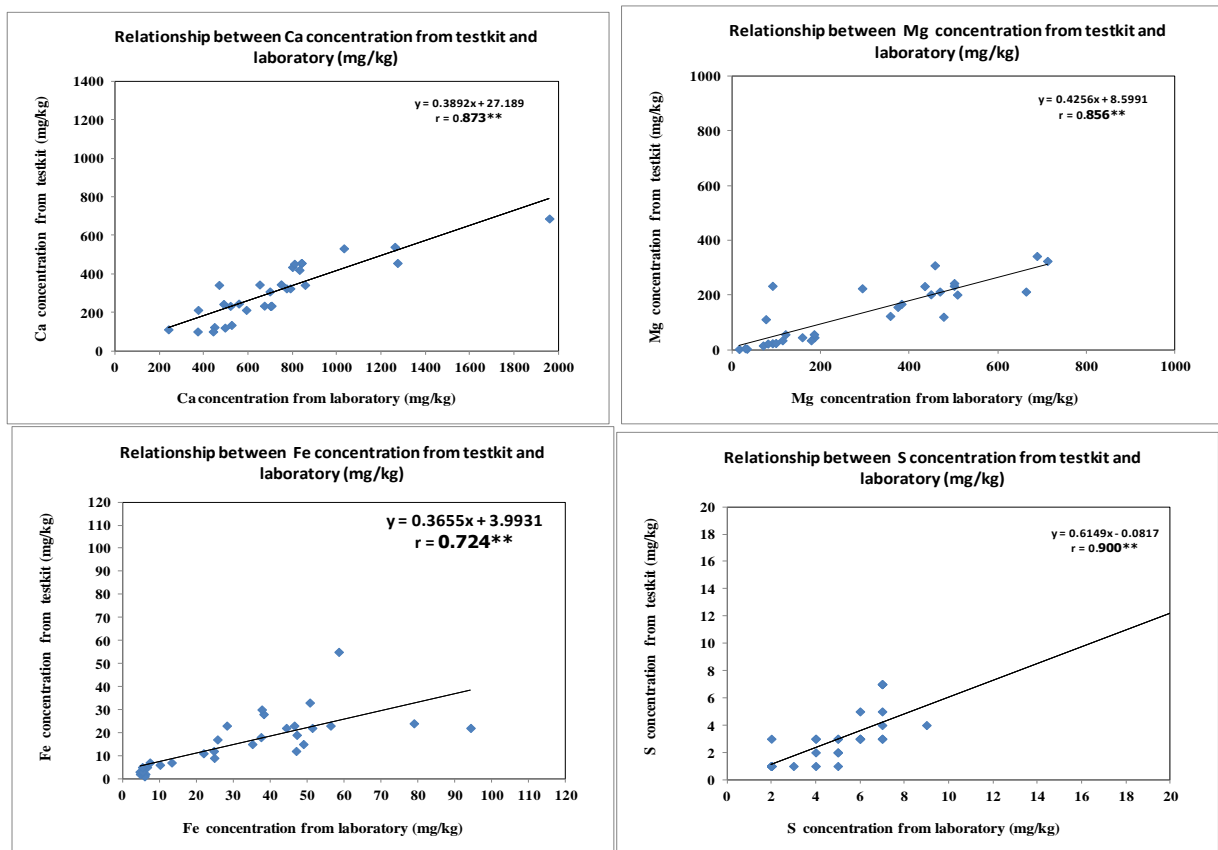 Relationship between Ca concentration from testkit and
laboratory (mg/kg)
1400
1200
1000
800
600
400
200
0
y = 0.3892x + 27.189
r = 0.873**
0 200 400 600 800 1000 1200 1400 1600 1800 2000
Ca concentration from laboratory (mg/kg)
Ca concentration from testkit (mg/kg)
Relationship between Mg concentration from testkit and
laboratory (mg/kg)
1000
800
600
400
200
0
y = 0.4256x + 8.5991
r = 0.856**
0 200 400 600 800 1000
Mg concentration from laboratory (mg/kg)
Mg concentration from testkit (mg/kg)
Relationship between Fe concentration from testkit and
laboratory (mg/kg)
120
110
100
90
80
70
60
50
40
30
20
10
0
y = 0.3655x + 3.9931
r = 0.724**
0 10 20 30 40 50 60 70 80 90 100 110 120
Fe concentration from laboratory (mg/kg)
Fe concentration from testkit (mg/kg)
Relationship between S concentration from testkit and
laboratory (mg/kg)
20
18
16
14
12
10
8
6
4
2
0
y = 0.6149x - 0.0817
r = 0.900**
0 2 4 6 8 10 12 14 16 18 20
S concentration from laboratory (mg/kg)
S concentration from testkit (mg/kg)